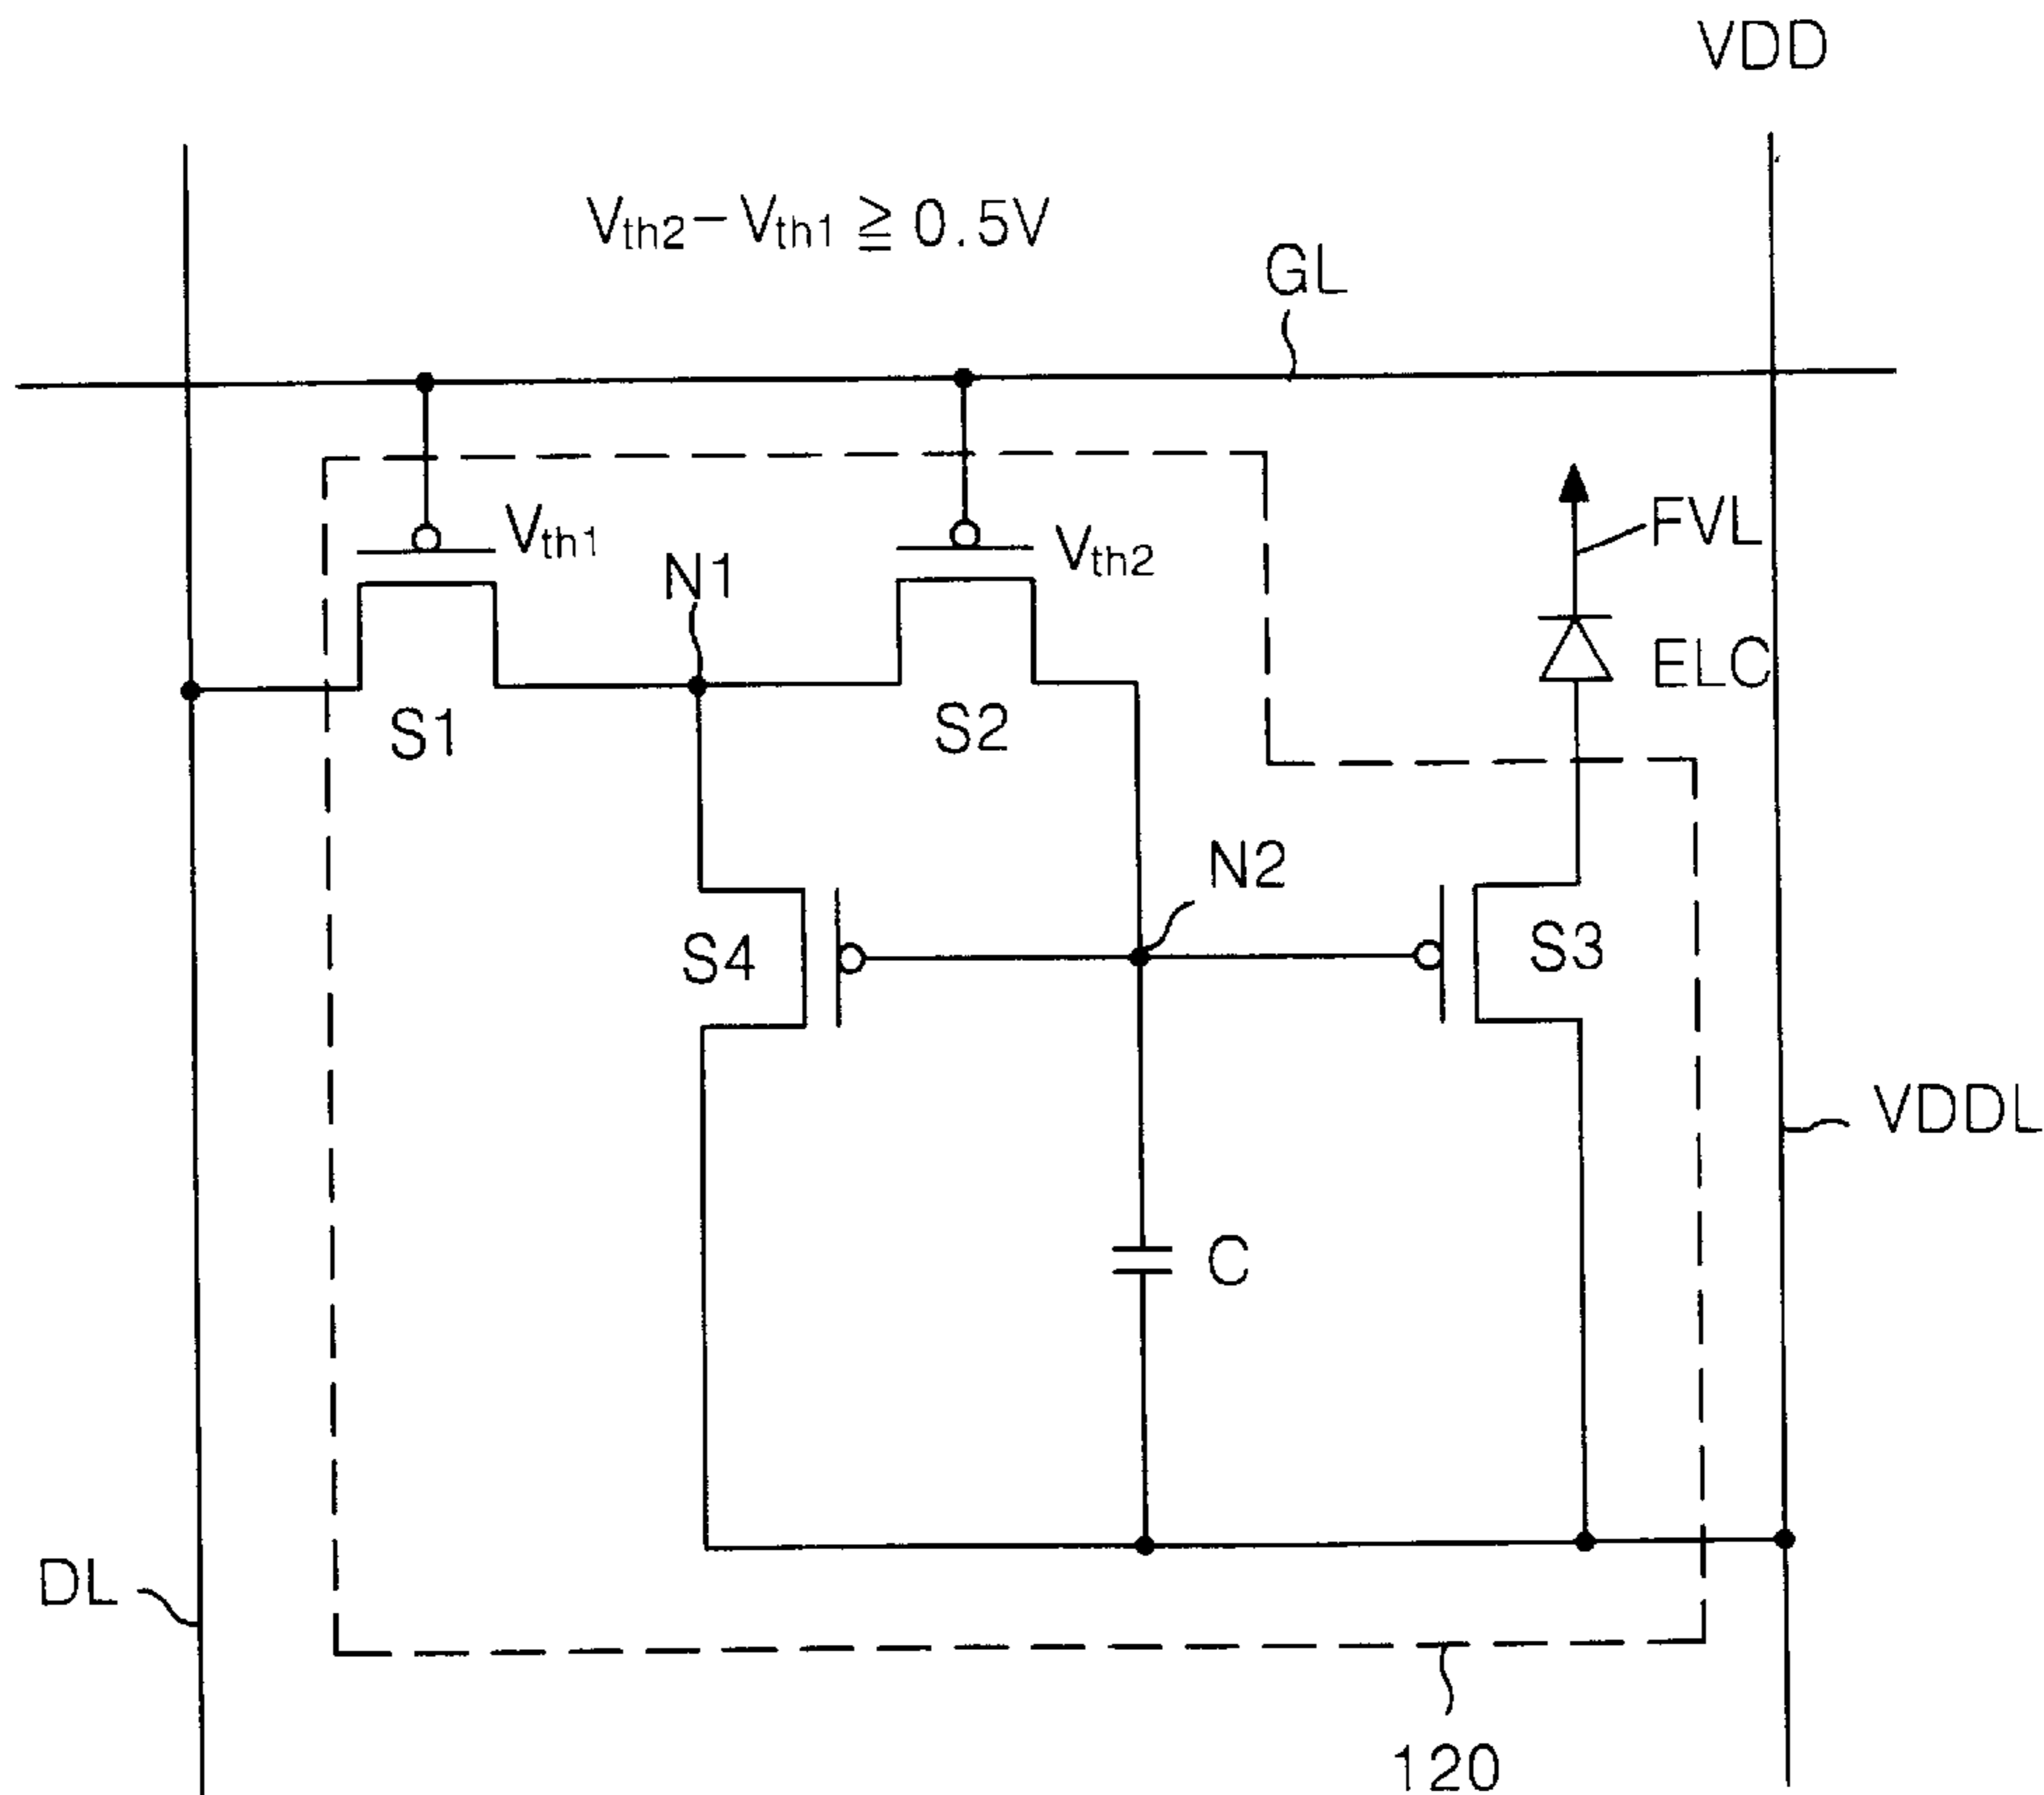 VDD
Vth2 − Vth1 ≧ 0.5V
GL
Vth1
N1
Vth2
FVL
ELC
S1
S2
N2
S4
S3
VDDL
C
DL
120